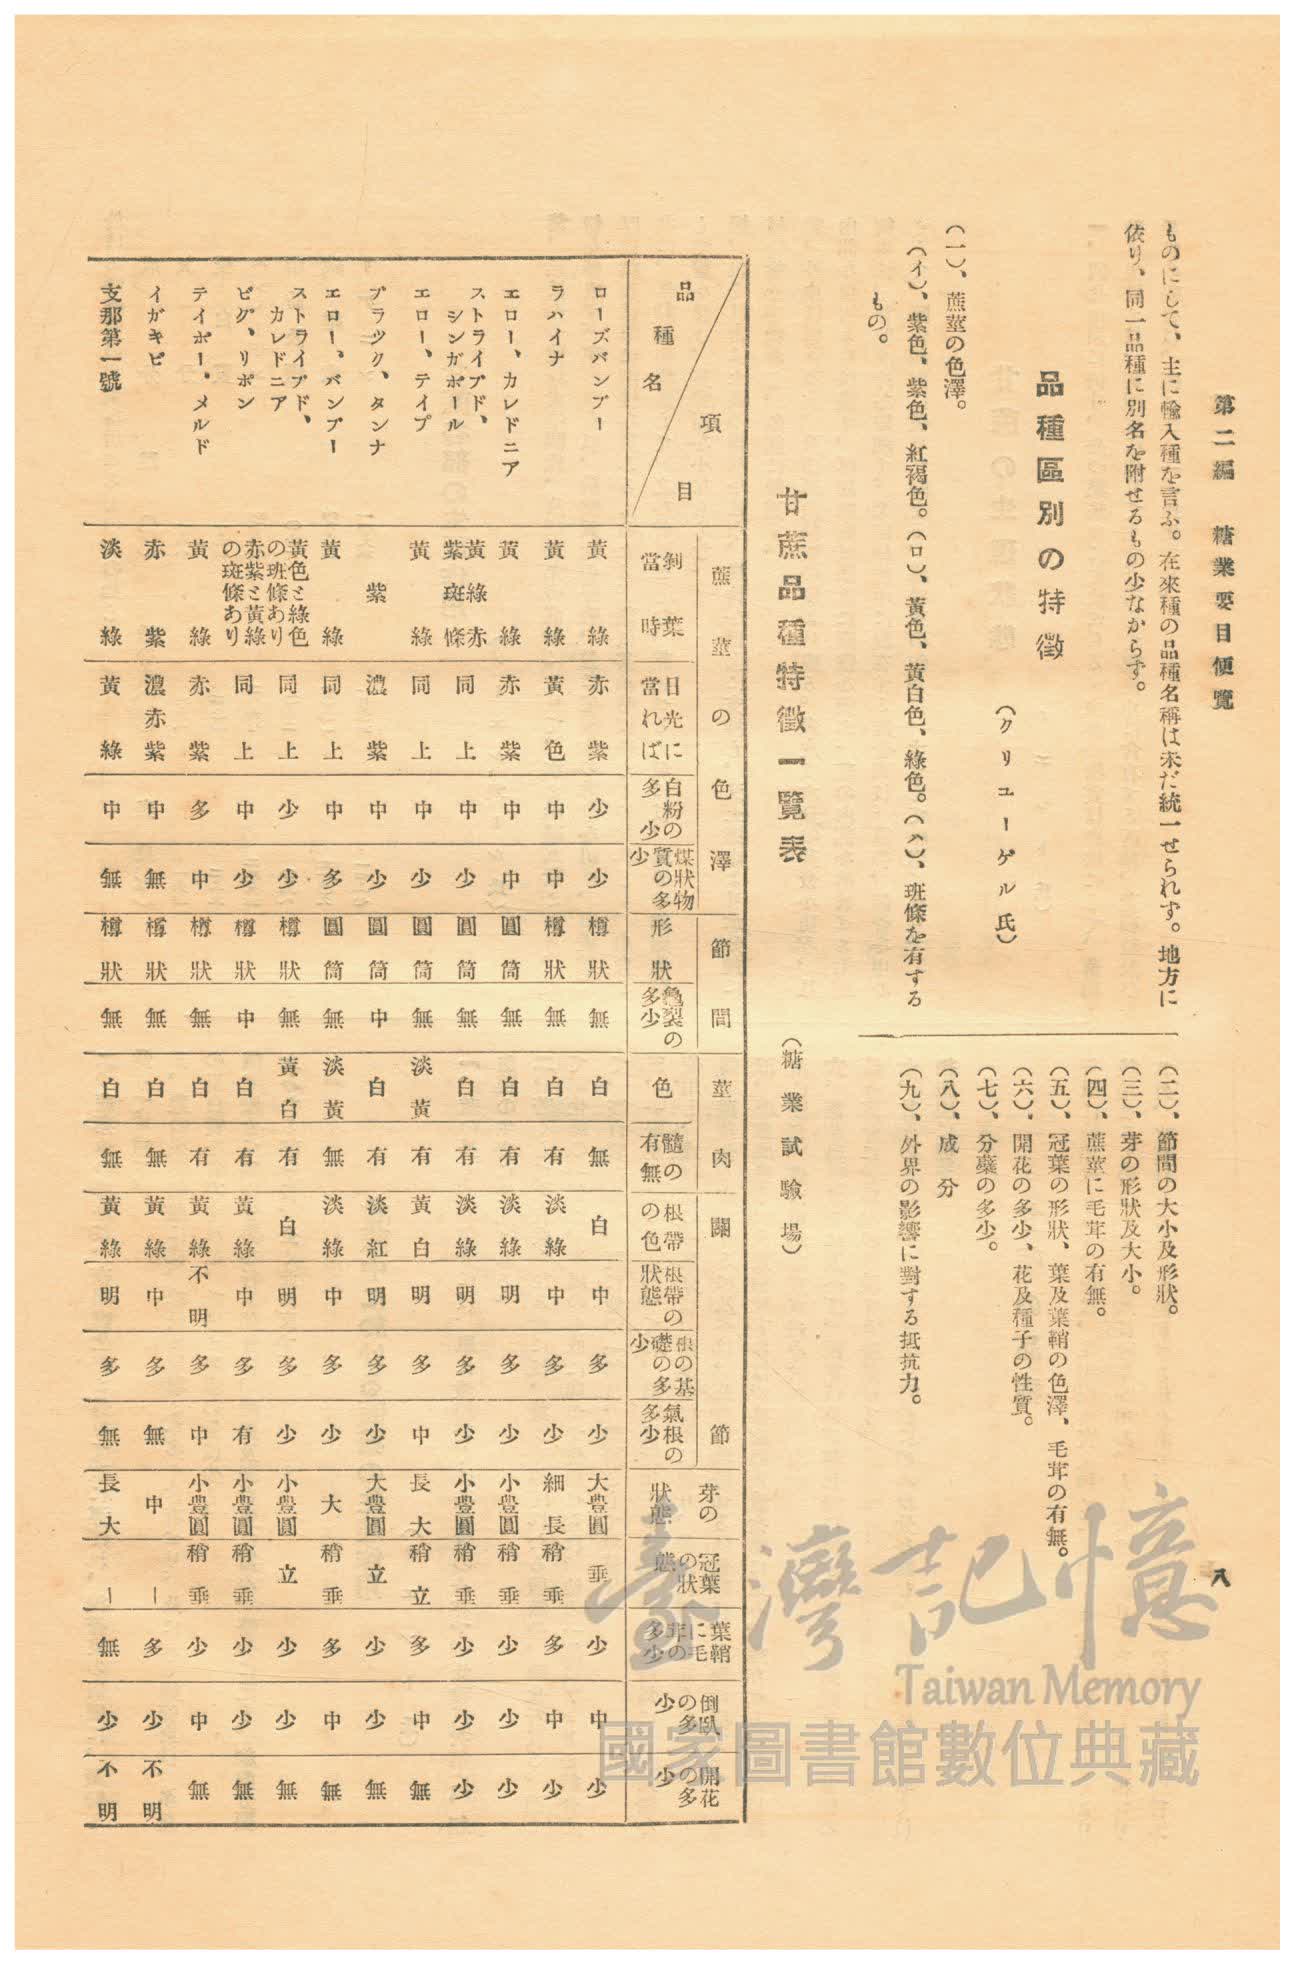 第二編　糖業要目便覽
八
ものにして、主に輸入種を言ふ。在來種の品種名稱は未だ統一せられず。地方に
依り、同一品種に別名を附せるもの少なからず。
品種區別の特徵
（クリューゲル氏）
（一）、蔗莖の色澤。
（イ）、紫色、紫色、紅褐色。（ロ）、黃色、黃白色、綠色。（ハ）、班條を有する
もの。
（二）、節間の大小及形狀。
（三）、芽の形狀及大小。
（四）、蔗莖に毛茸の有無。
（五）、冠葉の形狀、葉及葉鞘の色澤、毛茸の有無。
（六）、開花の多少、花及種子の性質。
（七）、分蘗の多少。
（八）、成分
（九）、外界の影響に對する抵抗力。
甘蔗品種特徵一覽表　（糖業試驗場）
項目　品種名
蔗莖の色澤　節間　莖肉　關節　芽の狀態　冠葉の狀態　葉鞘に毛茸の多少　倒臥の多少　開花の多少
剝葉當時　日光に當れば　白粉の多少　煤狀物質の多少　形狀　龜裂の多少　色　髓の有無　根帶の色　根帶の狀態　根の基礎の多少　氣根の多少
ローズバンブー　黃綠　赤紫　少　少　樽狀　無　白　無　白　中　多　少　大豊圓　垂　少　中　少
ラハイナ　黃綠　黃色　中　中　樽狀　無　白　有　淡綠　中　多　少　細長　稍垂　多　中　少
エロー、カレドニア　黃綠　赤紫　中　中　圓筒　無　白　有　淡綠　明　多　少　小豊圓　稍垂　少　少　少
ストライプド、シンガポール　黃綠赤紫斑條　同上　中　少　圓筒　無　白　有　淡綠　明　多　少　小豊圓　稍垂　少　少　少
エロー、テイプ　黃綠　同上　中　少　圓筒　無　淡黃　有　黃白　明　多　中　長大　稍立　多　中　無
ブラック、タンナ　紫　濃紫　中　少　圓筒　中　白　有　淡紅　明　多　少　大豊圓　立　少　少　無
エロー、バンブー　黃綠　同上　中　多　圓筒　無　淡黃　無　淡綠　中　多　少　大　稍垂　多　中　無
ストライプド、カレドニア　黃色と綠色の班條あり　同上　少　少　樽狀　無　黃白　有　白　明　多　少　小豊圓　立　少　少　無
ビグ、リボン　赤紫と黃綠の斑條あり　同上　中　少　樽狀　中　白　有　黃綠　中　多　有　小豊圓　稍垂　少　少　無
テイボー、メルド　黃綠　赤紫　多　中　樽狀　無　白　有　黃綠　不明　多　中　小豊圓　稍垂　少　中　無
イガキビ　赤紫　濃赤紫　中　無　樽狀　無　白　無　黃綠　中　多　無　中　ー　多　少　不明
支那第一號　淡綠　黃綠　中　無　樽狀　無　白　無　黃綠　明　多　無　長大　ー　無　少　不明
臺灣記憶
Taiwan Memory
國家圖書館數位典藏